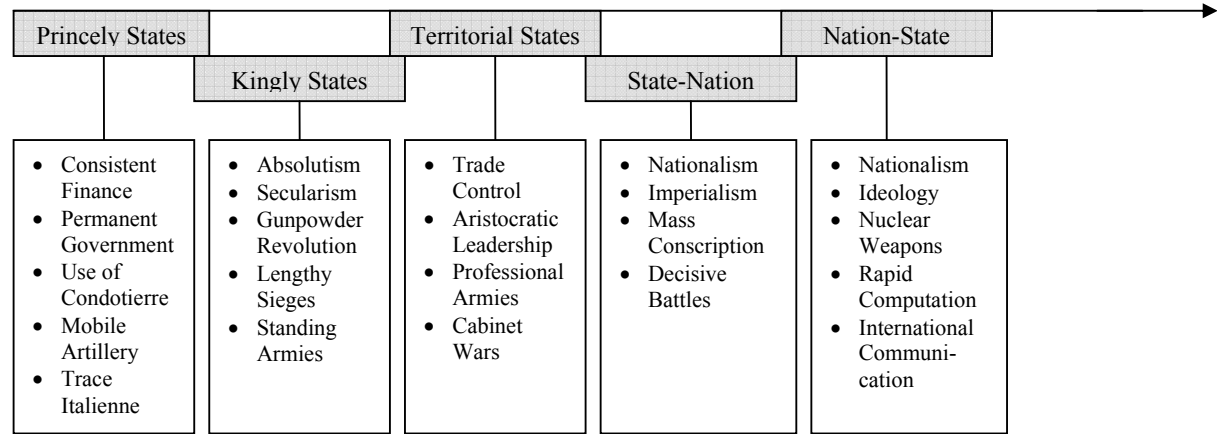 Princely States
Territorial States
Nation-State
Kingly States
State-Nation
• Consistent
Finance
• Permanent
Government
• Use of
Condotierre
• Mobile
Artillery
• Trace
Italienne
• Absolutism
• Secularism
• Gunpowder
Revolution
• Lengthy
Sieges
• Standing
Armies
• Trade
Control
• Aristocratic
Leadership
• Professional
Armies
• Cabinet
Wars
• Nationalism
• Imperialism
• Mass
Conscription
• Decisive
Battles
• Nationalism
• Ideology
• Nuclear
Weapons
• Rapid
Computation
• International
Communi-
cation